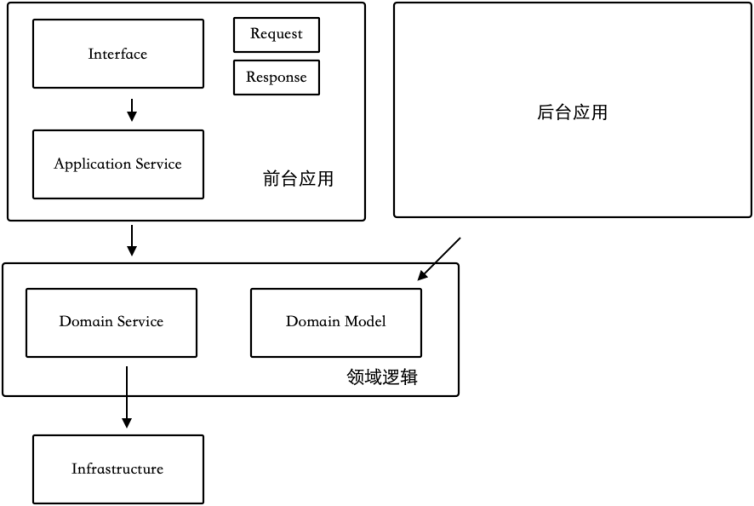 Interface
Request
Response
Application Service
前台应用
后台应用
Domain Service
Domain Model
领域逻辑
Infrastructure